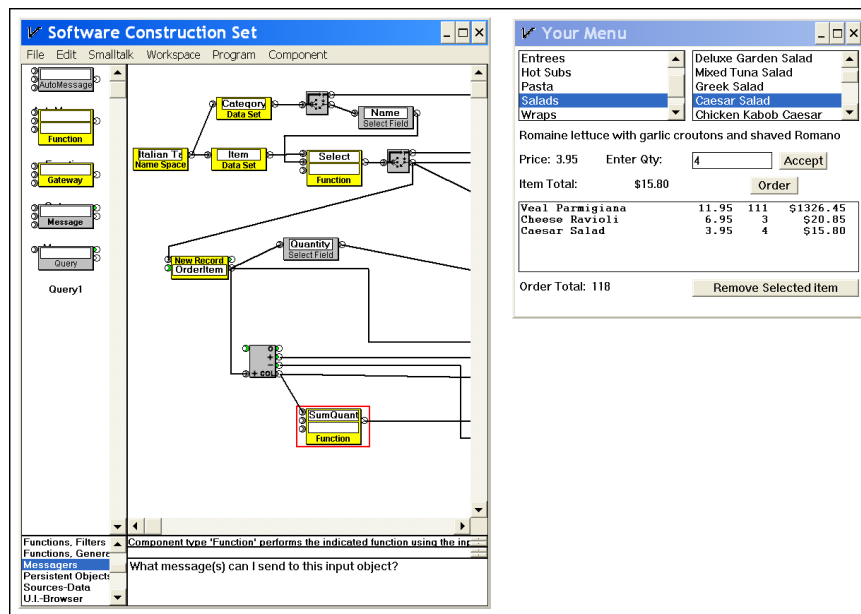 Software Construction Set
File Edit Smalltalk Workspace Program Component
AutoMessage
Function
Gateway
Message
Query
Query1
Category
Data Set
Name
Select Field
Italian Ta
Name Space
Item
Data Set
Select
Function
New Record
OrderItem
Quantity
Select Field
0
+
-
+ COL
SumQuant
Function
Functions, Filters
Functions, Genera
Messagers
Persistent Objects
Sources-Data
U.I.-Browser
Component type 'Function' performs the indicated function using the inp
What message(s) can I send to this input object?
Your Menu
Entrees
Hot Subs
Pasta
Salads
Wraps
Deluxe Garden Salad
Mixed Tuna Salad
Greek Salad
Caesar Salad
Chicken Kabob Caesar
Romaine lettuce with garlic croutons and shaved Romano
Price: 3.95 Enter Qty: 4 Accept
Item Total: $15.80 Order
Veal Parmigiana 11.95 111 $1326.45
Cheese Ravioli 6.95 3 $20.85
Caesar Salad 3.95 4 $15.80
Order Total: 118 Remove Selected item